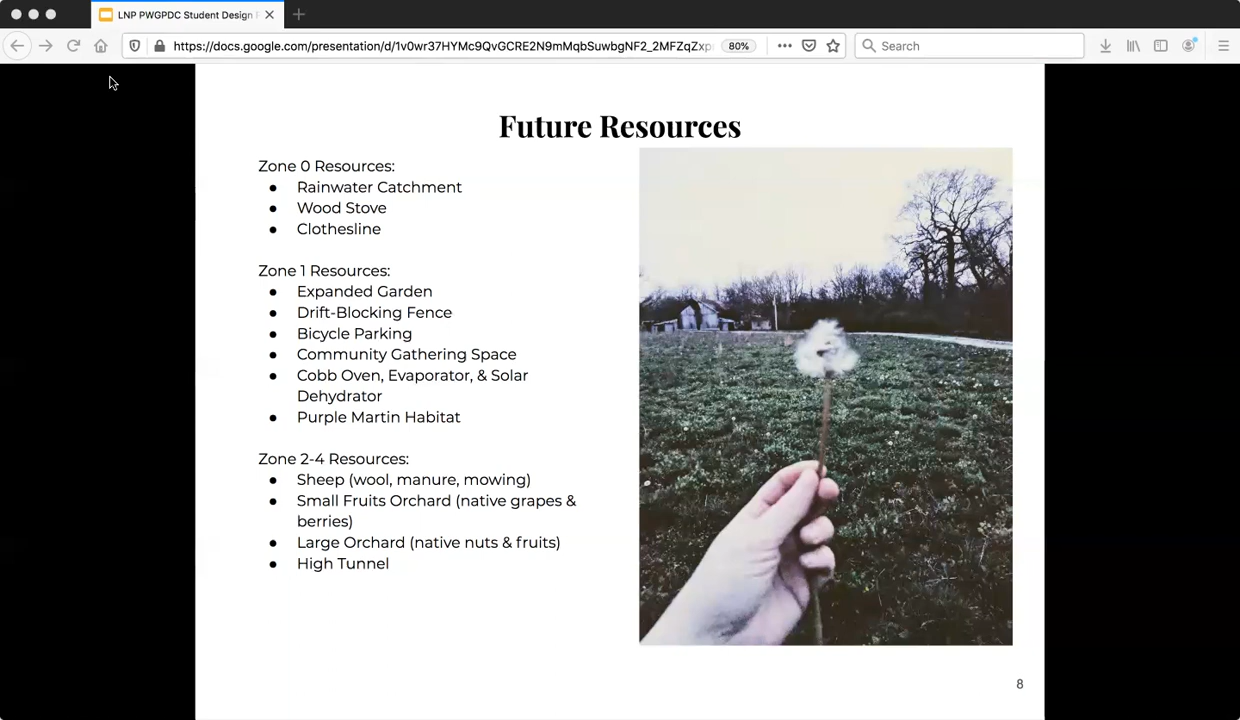 LNP PWGPDC Student Design
https://docs.google.com/presentation/d/1v0wr37HYMc9QvGCRE2N9mMqbSuwbgNF2_2MFZqZxp
80%
Search
Future Resources
Zone 0 Resources:
● Rainwater Catchment
● Wood Stove
● Clothesline
Zone 1 Resources:
● Expanded Garden
● Drift-Blocking Fence
● Bicycle Parking
● Community Gathering Space
● Cobb Oven, Evaporator, & Solar
Dehydrator
● Purple Martin Habitat
Zone 2-4 Resources:
● Sheep (wool, manure, mowing)
● Small Fruits Orchard (native grapes &
berries)
● Large Orchard (native nuts & fruits)
● High Tunnel
8